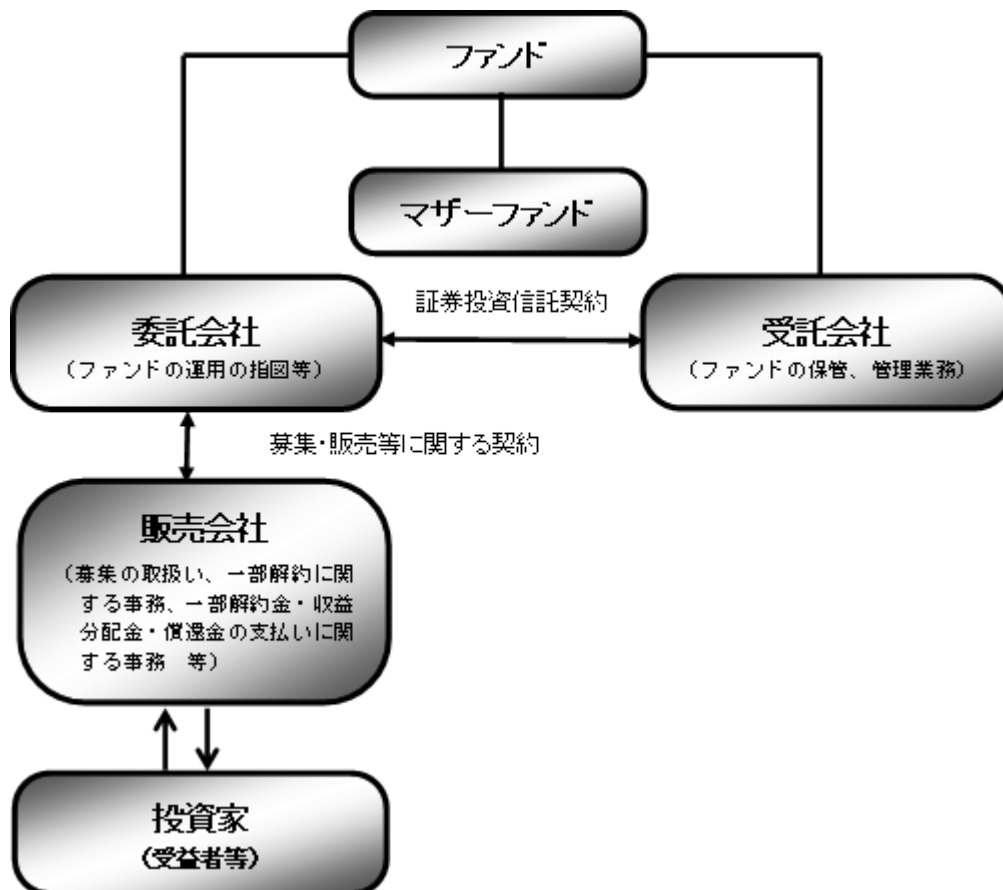 ファンド
マザーファンド
証券投資信託契約
委託会社
（ファンドの運用の指図等）
受託会社
（ファンドの保管、管理業務）
募集・販売等に関する契約
販売会社
（募集の取扱い、一部解約に関
する事務、一部解約金・収益
分配金・償還金の支払いに関
する事務　等）
投資家
（受益者等）